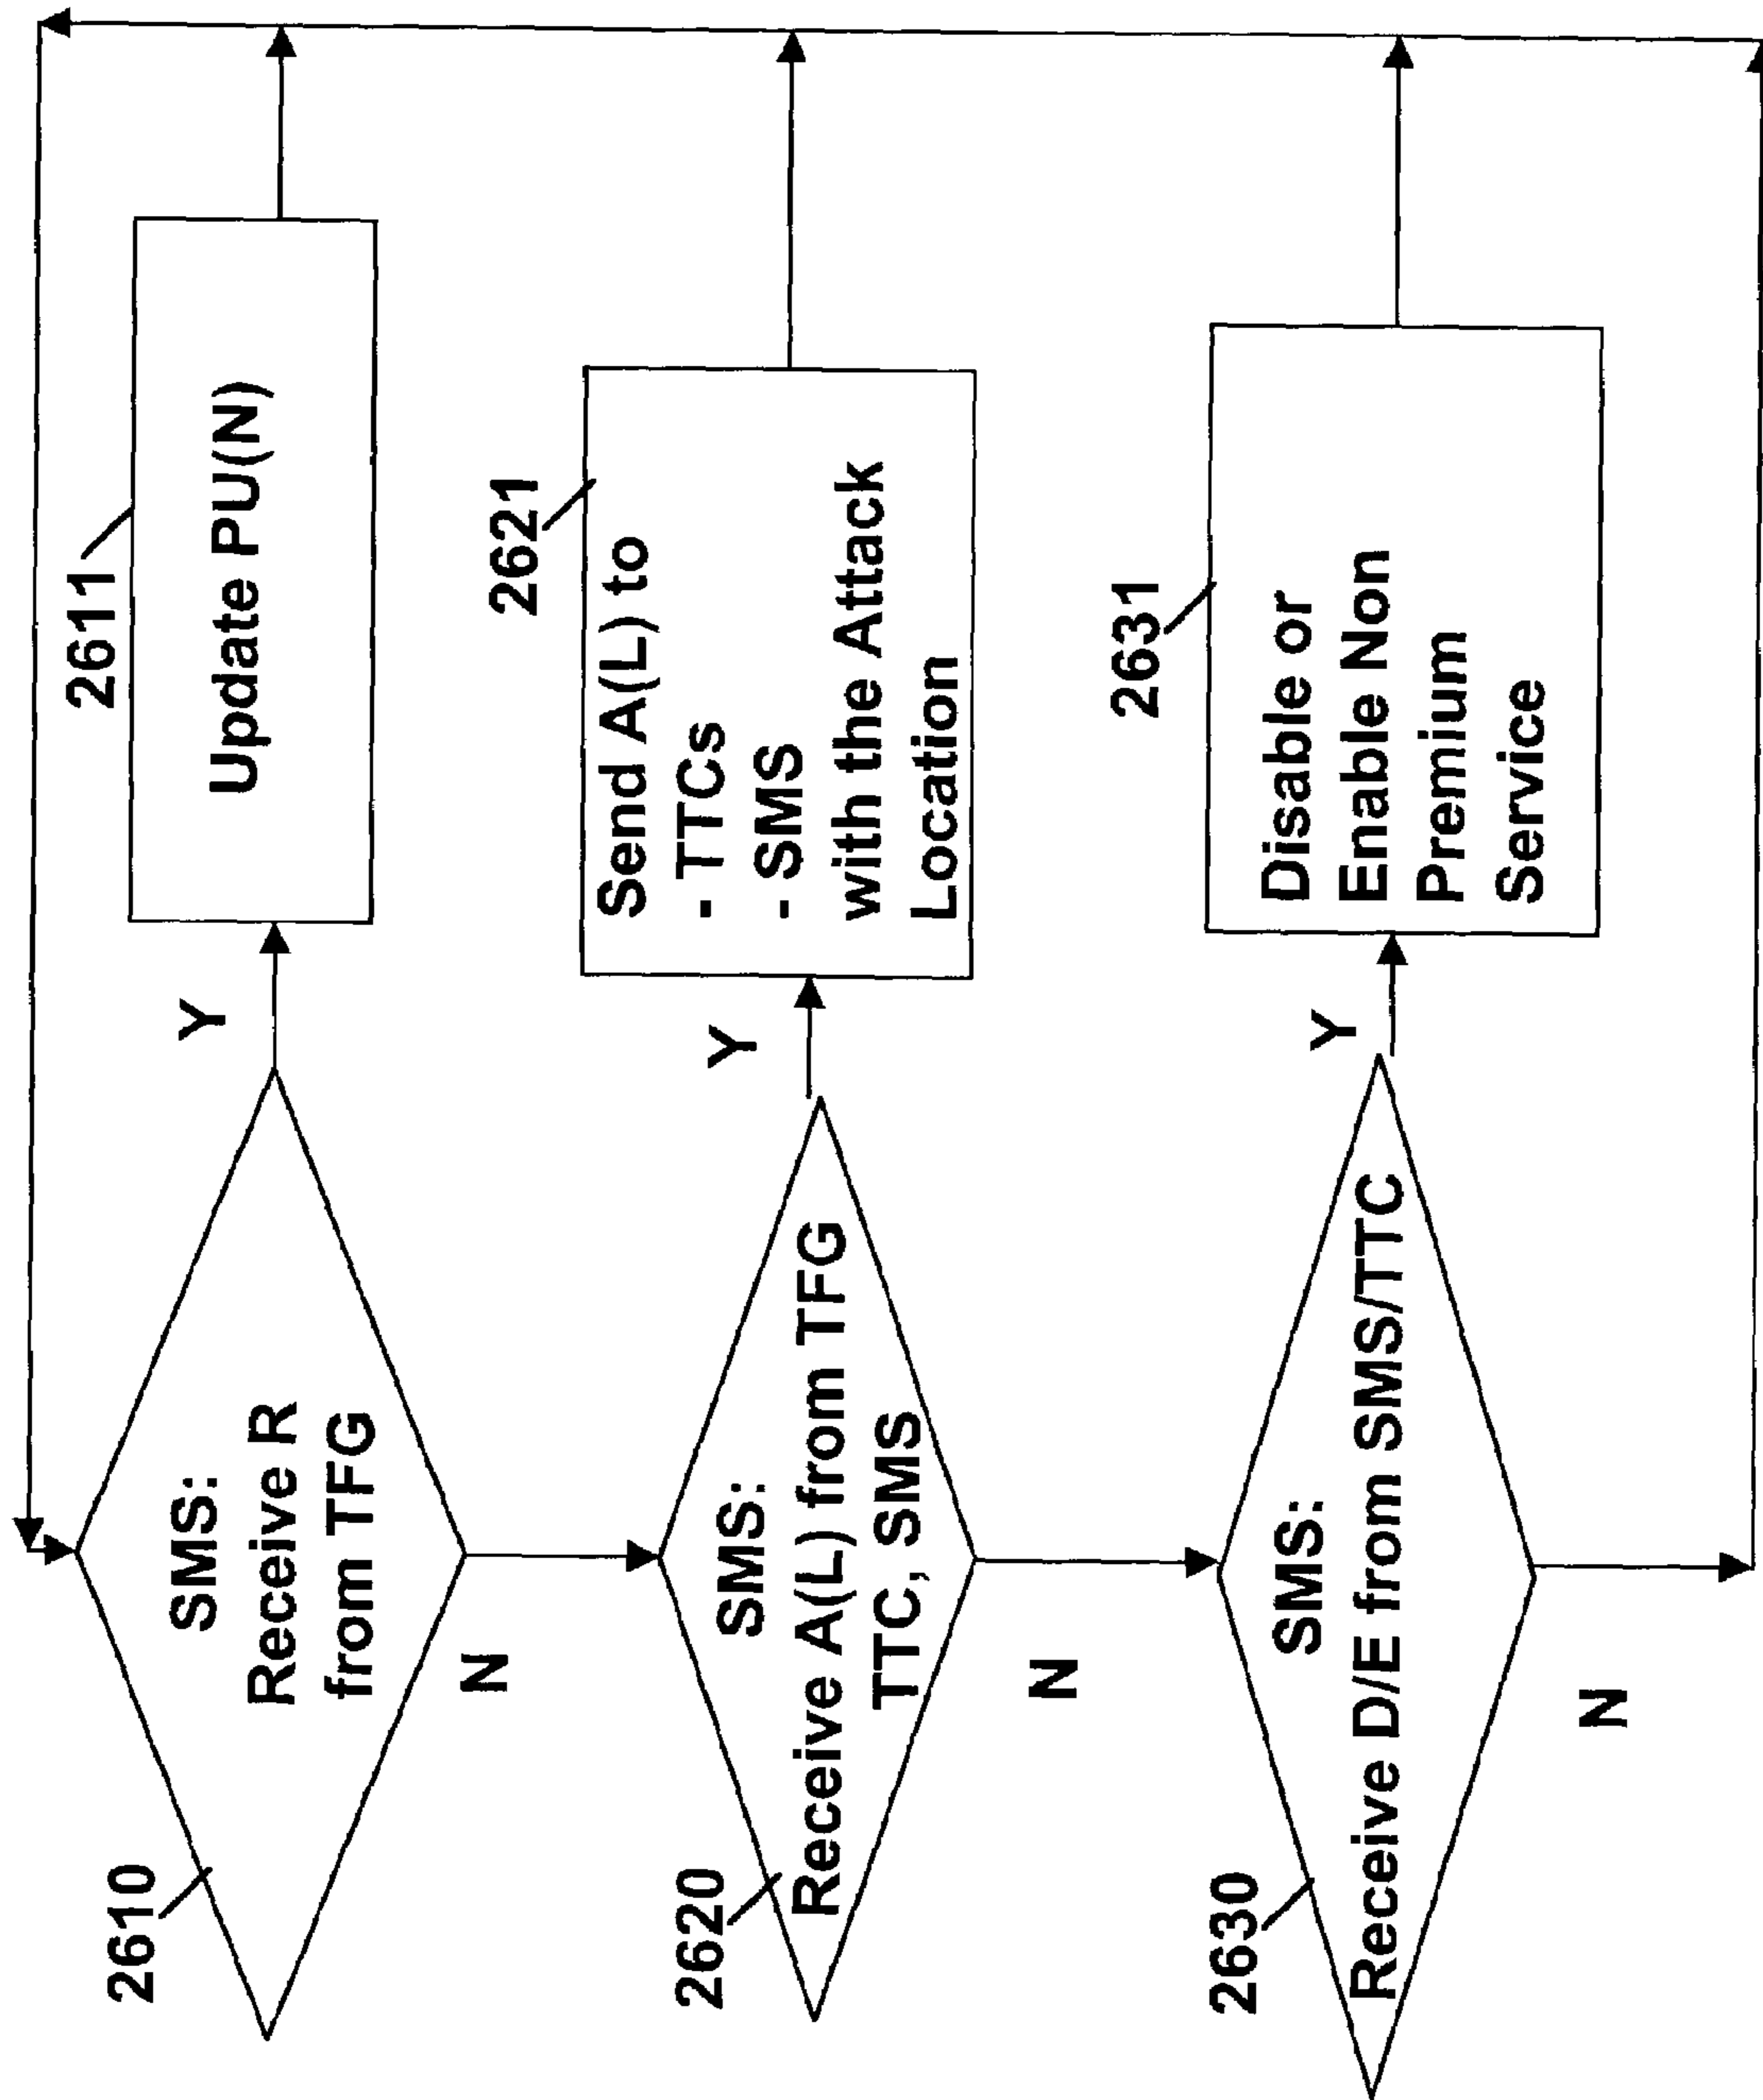 2610
SMS:
Receive R
from TFG
Y
N
2611
Update PU(N)
2620
SMS:
Receive A(L) from TFG
TTC, SMS
Y
N
2621
Send A(L) to
- TTCs
- SMS
with the Attack
Location
2630
SMS:
Receive D/E from SMS/TTC
Y
N
2631
Disable or
Enable Non
Premium
Service